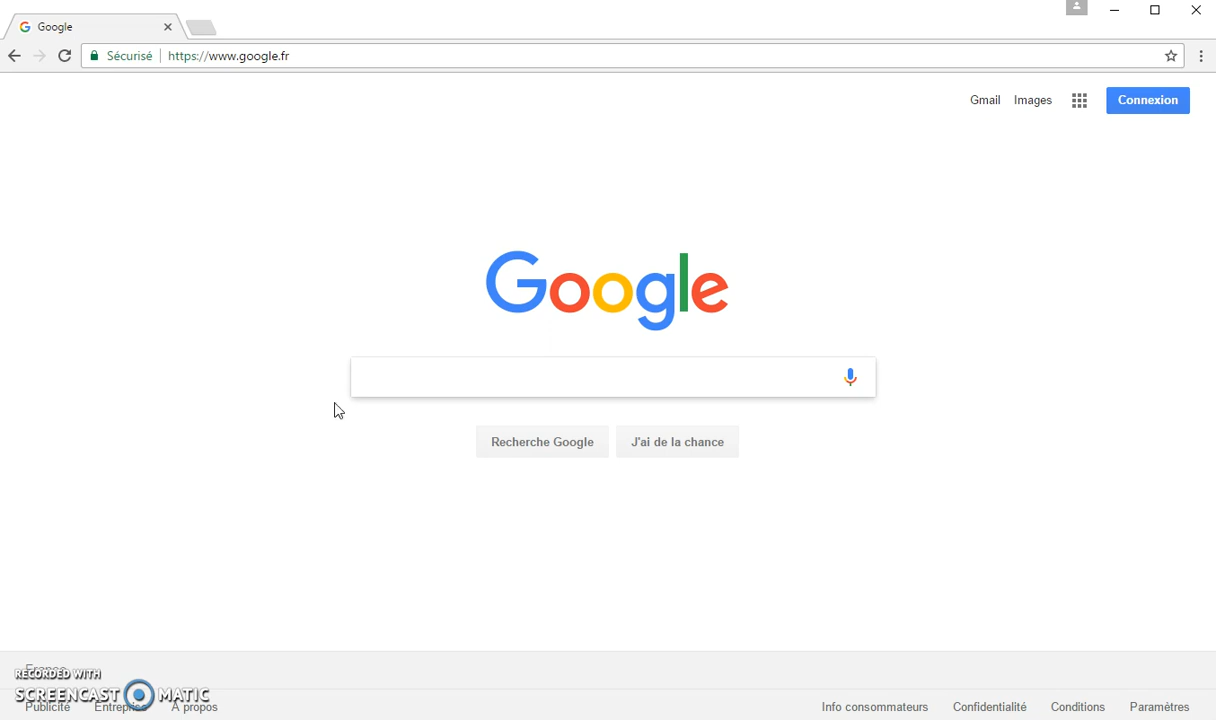 Google
Sécurisé https://www.google.fr
Gmail Images Connexion
Google
Recherche Google J'ai de la chance
France
RECORDED WITH
SCREENCAST MATIC
Publicité Entreprise À propos Info consommateurs Confidentialité Conditions Paramètres